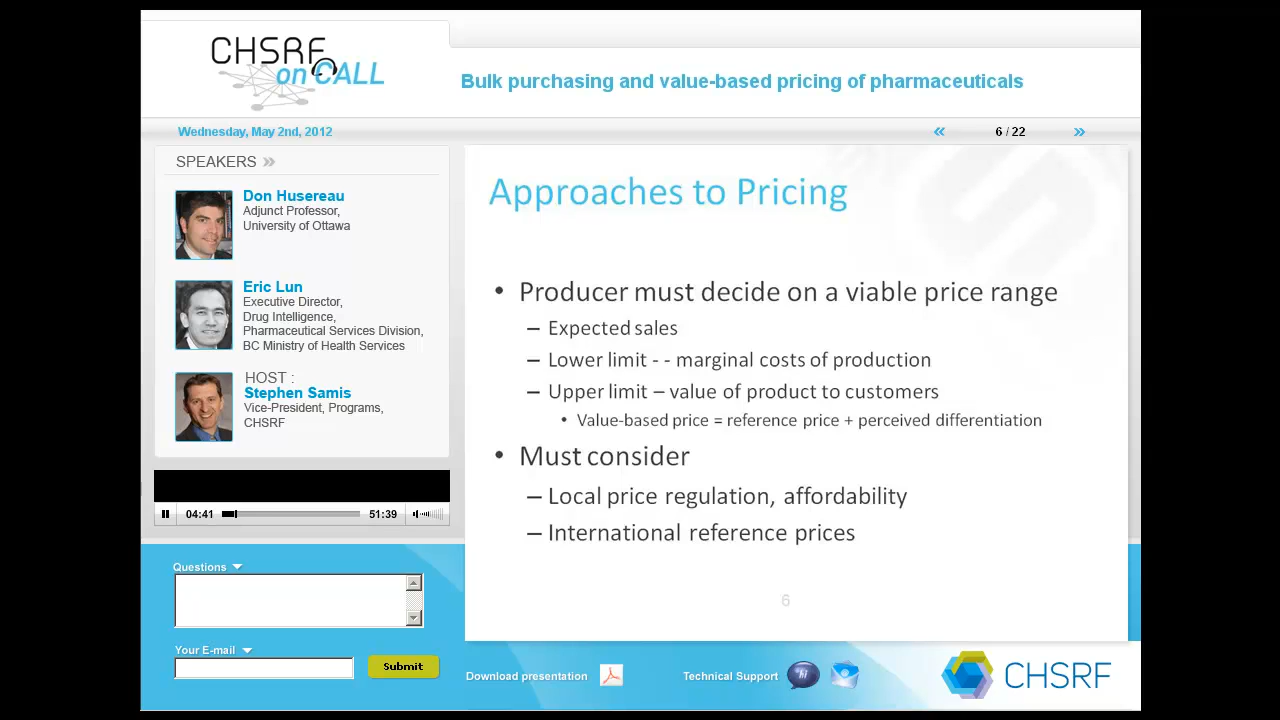 CHSRF
on CALL
Bulk purchasing and value-based pricing of pharmaceuticals
Wednesday, May 2nd, 2012
6 / 22
SPEAKERS
Don Husereau
Adjunct Professor,
University of Ottawa
Eric Lun
Executive Director,
Drug Intelligence,
Pharmaceutical Services Division,
BC Ministry of Health Services
HOST :
Stephen Samis
Vice-President, Programs,
CHSRF
04:41
51:39
Questions
Your E-mail
Submit
Approaches to Pricing
• Producer must decide on a viable price range
– Expected sales
– Lower limit - - marginal costs of production
– Upper limit – value of product to customers
• Value-based price = reference price + perceived differentiation
• Must consider
– Local price regulation, affordability
– International reference prices
6
Download presentation
Technical Support
hi
CHSRF